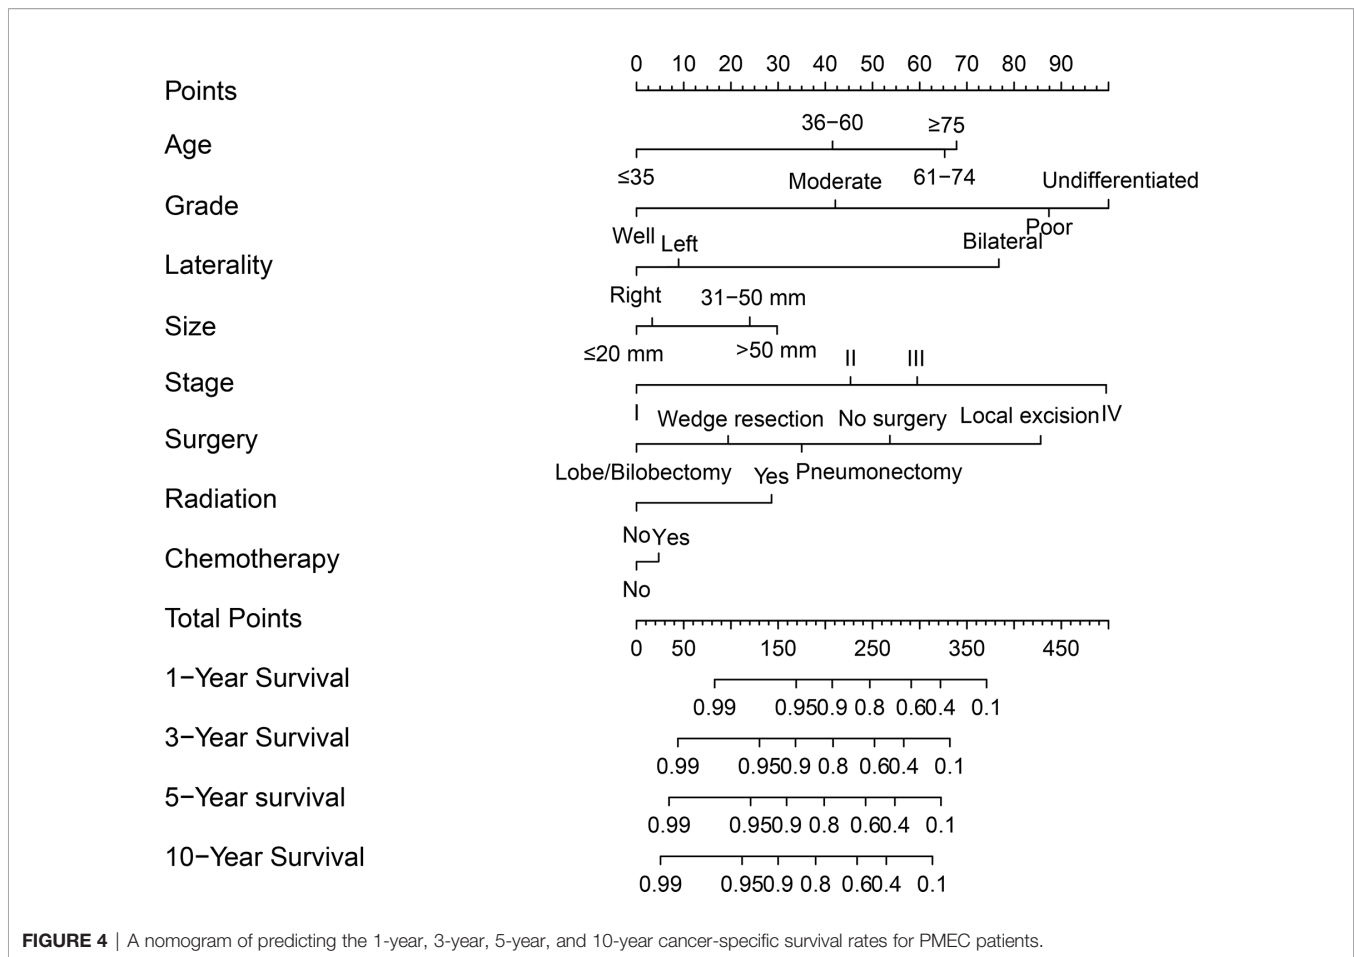 0 10 20 30 40 50 60 70 80 90
Points
36−60 ≥75
Age
≤35 61−74
Moderate Undifferentiated
Grade
Well Poor
Left Bilateral
Laterality
Right
31−50 mm
Size
≤20 mm >50 mm
II III
Stage
I IV
Wedge resection No surgery Local excision
Surgery
Lobe/Bilobectomy Pneumonectomy
Yes
Radiation
No
Yes
Chemotherapy
No
Total Points
0 50 150 250 350 450
1−Year Survival
0.99 0.95 0.9 0.8 0.6 0.4 0.1
3−Year Survival
0.99 0.95 0.9 0.8 0.6 0.4 0.1
5−Year survival
0.99 0.95 0.9 0.8 0.6 0.4 0.1
10−Year Survival
0.99 0.95 0.9 0.8 0.6 0.4 0.1
FIGURE 4 | A nomogram of predicting the 1-year, 3-year, 5-year, and 10-year cancer-specific survival rates for PMEC patients.